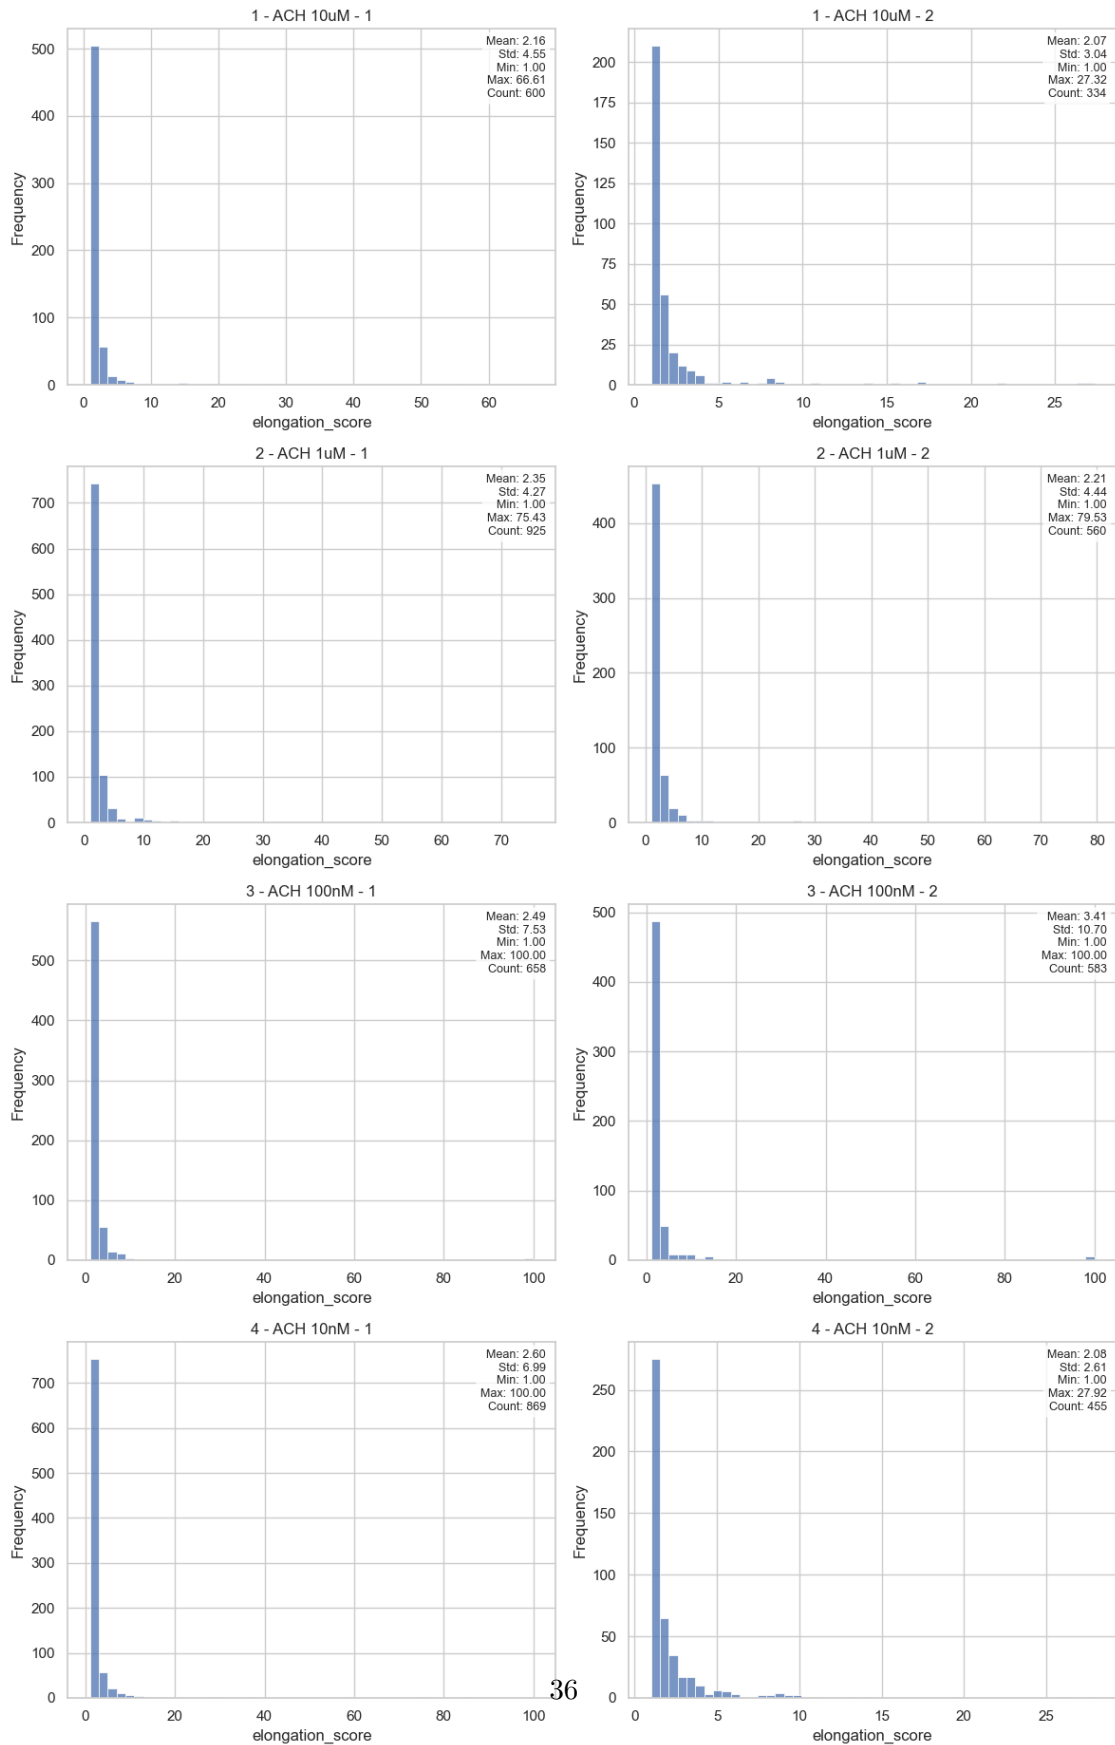 1 - ACH 10uM - 1
Mean: 2.16
Std: 4.55
Min: 1.00
Max: 66.61
Count: 600
500
400
300
200
100
0
Frequency
0 10 20 30 40 50 60
elongation_score
1 - ACH 10uM - 2
Mean: 2.07
Std: 3.04
Min: 1.00
Max: 27.32
Count: 334
200
175
150
125
100
75
50
25
0
Frequency
0 5 10 15 20 25
elongation_score
2 - ACH 1uM - 1
Mean: 2.35
Std: 4.27
Min: 1.00
Max: 75.43
Count: 925
700
600
500
400
300
200
100
0
Frequency
0 10 20 30 40 50 60 70
elongation_score
2 - ACH 1uM - 2
Mean: 2.21
Std: 4.44
Min: 1.00
Max: 79.53
Count: 560
400
300
200
100
0
Frequency
0 10 20 30 40 50 60 70 80
elongation_score
3 - ACH 100nM - 1
Mean: 2.49
Std: 7.53
Min: 1.00
Max: 100.00
Count: 658
500
400
300
200
100
0
Frequency
0 20 40 60 80 100
elongation_score
3 - ACH 100nM - 2
Mean: 3.41
Std: 10.70
Min: 1.00
Max: 100.00
Count: 583
500
400
300
200
100
0
Frequency
0 20 40 60 80 100
elongation_score
4 - ACH 10nM - 1
Mean: 2.60
Std: 6.99
Min: 1.00
Max: 100.00
Count: 869
700
600
500
400
300
200
100
0
Frequency
0 20 40 60 80 100
elongation_score
4 - ACH 10nM - 2
Mean: 2.08
Std: 2.61
Min: 1.00
Max: 27.92
Count: 455
250
200
150
100
50
0
Frequency
0 5 10 15 20 25
elongation_score
36